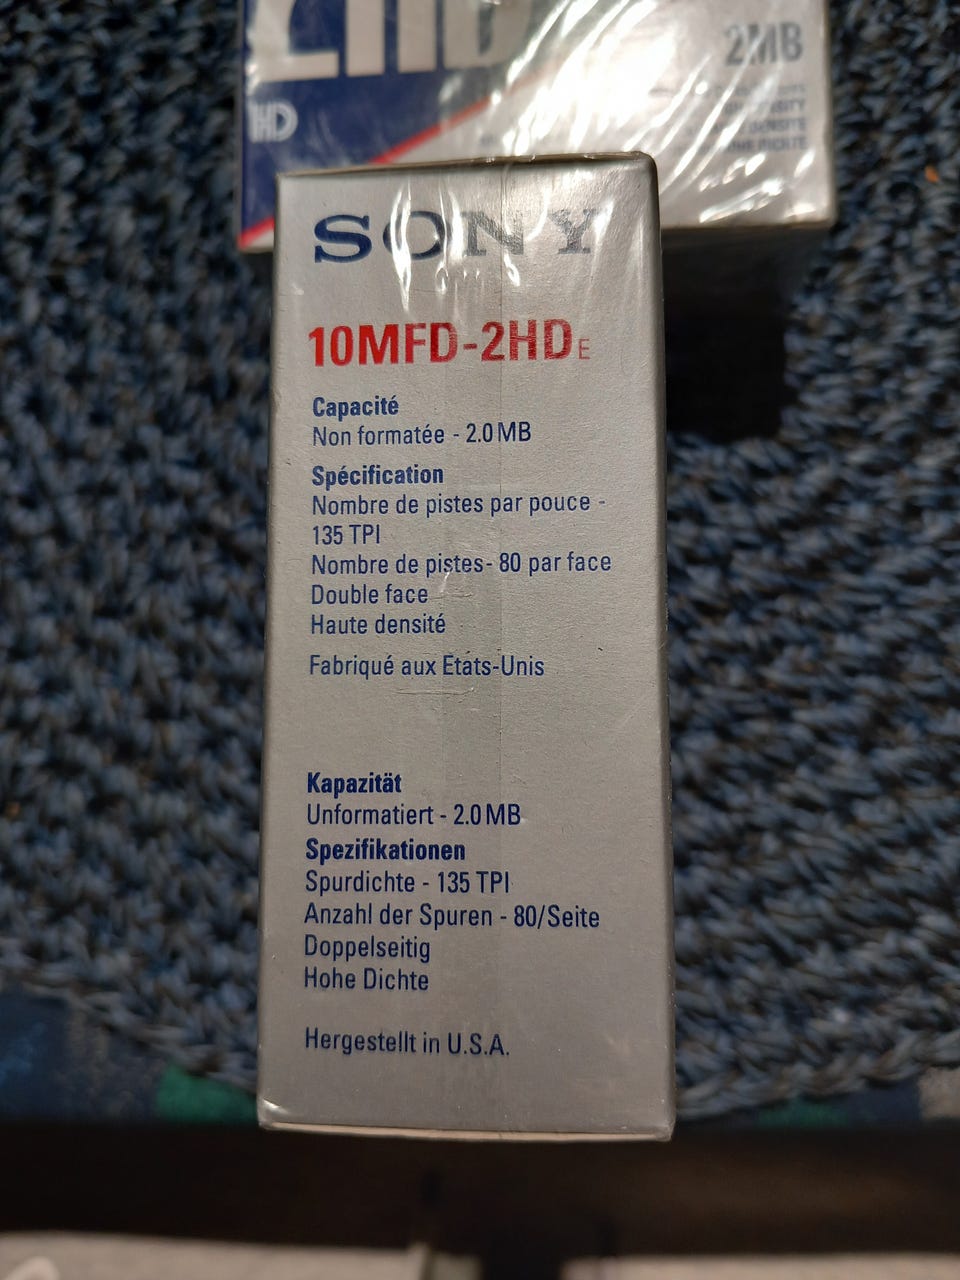 2HD
2MB
HD
SONY
10MFD-2HD E
Capacité
Non formatée - 2.0 MB
Spécification
Nombre de pistes par pouce -
135 TPI
Nombre de pistes- 80 par face
Double face
Haute densité
Fabriqué aux Etats-Unis
Kapazität
Unformatiert - 2.0 MB
Spezifikationen
Spurdichte - 135 TPI
Anzahl der Spuren - 80/Seite
Doppelseitig
Hohe Dichte
Hergestellt in U.S.A.